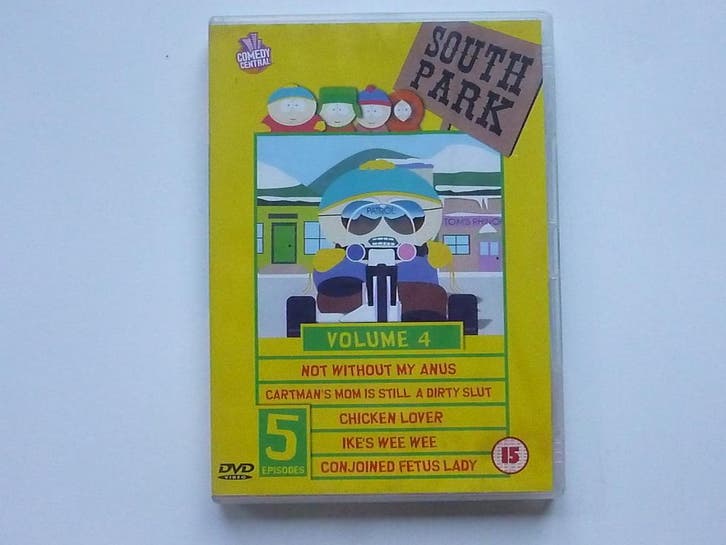 COMEDY
CENTRAL
SOUTH
PARK
PATROL
TOM'S RHINO
VOLUME 4
NOT WITHOUT MY ANUS
CARTMAN'S MOM IS STILL A DIRTY SLUT
CHICKEN LOVER
IKE'S WEE WEE
CONJOINED FETUS LADY
5
EPISODES
15
DVD
VIDEO